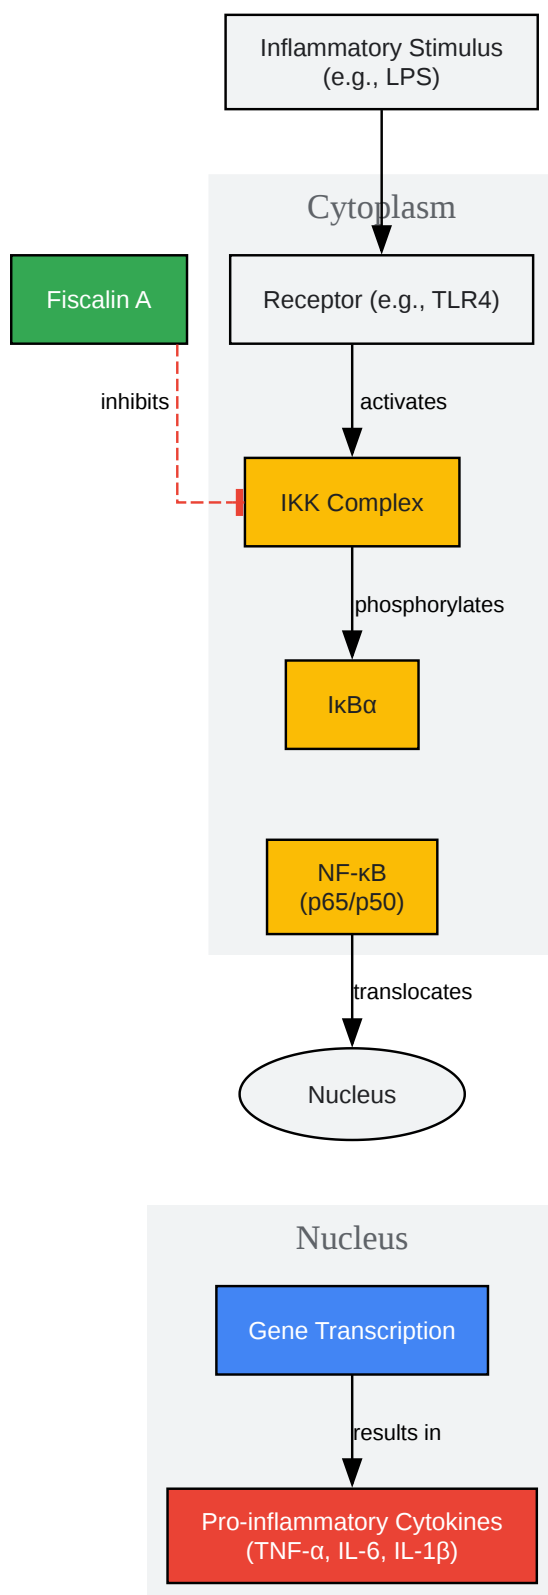 Inflammatory Stimulus
(e.g., LPS)
Cytoplasm
Fiscalin A
Receptor (e.g., TLR4)
inhibits
activates
IKK Complex
phosphorylates
IκBα
NF-κB
(p65/p50)
translocates
Nucleus
Nucleus
Gene Transcription
results in
Pro-inflammatory Cytokines
(TNF-α, IL-6, IL-1β)